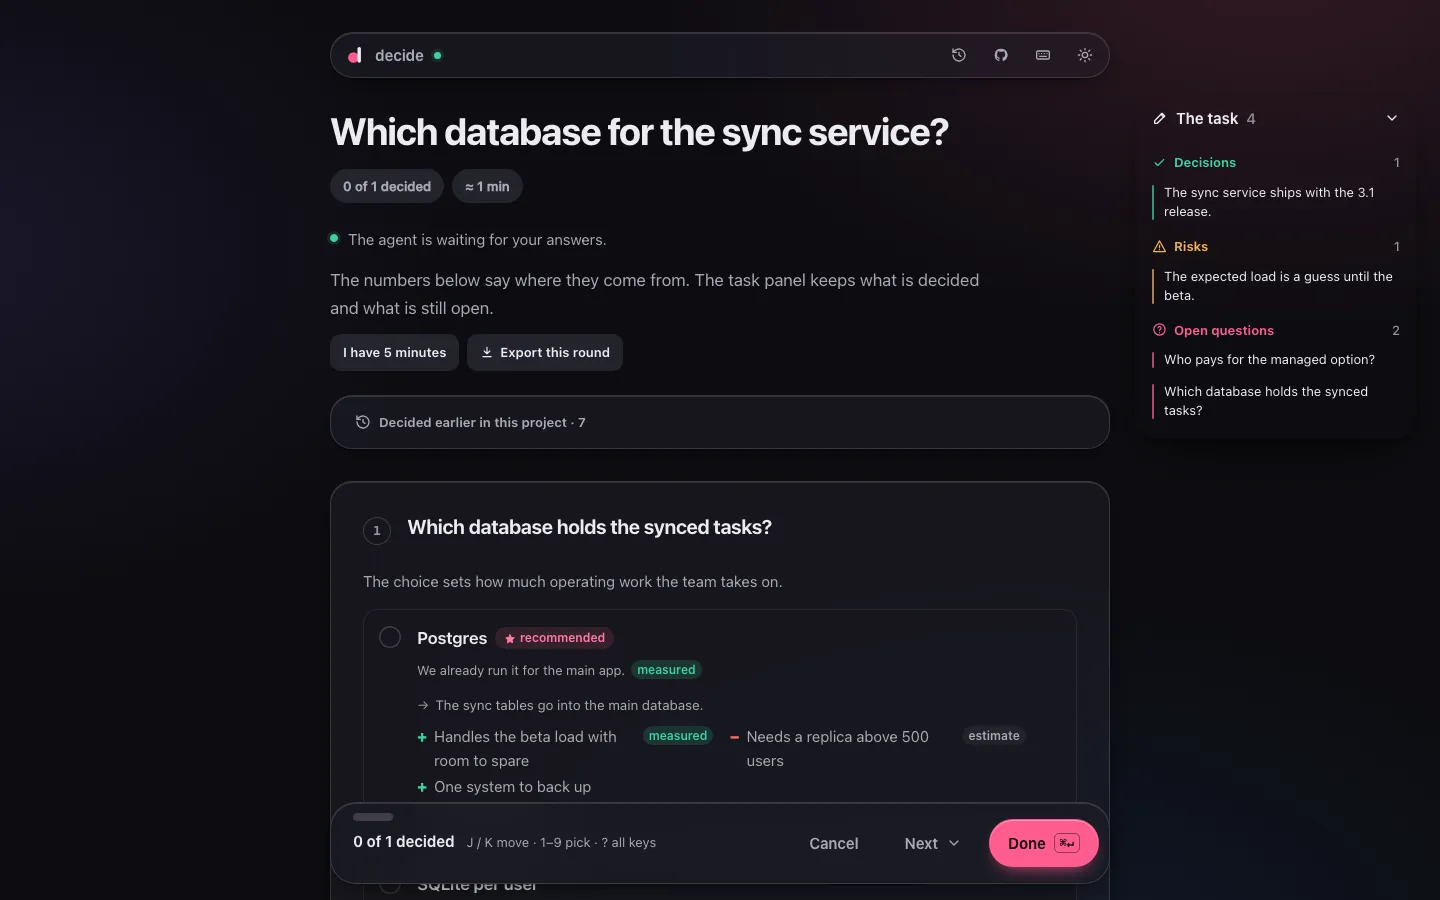 decide
Which database for the sync service?
0 of 1 decided
≈ 1 min
The agent is waiting for your answers.
The numbers below say where they come from. The task panel keeps what is decided
and what is still open.
I have 5 minutes
Export this round
Decided earlier in this project · 7
1
Which database holds the synced tasks?
The choice sets how much operating work the team takes on.
Postgres
recommended
We already run it for the main app.
measured
→ The sync tables go into the main database.
+ Handles the beta load with
room to spare
measured
− Needs a replica above 500
users
estimate
+ One system to back up
SQLite per user
0 of 1 decided
J / K move · 1–9 pick · ? all keys
Cancel
Next
Done ⌘↵
The task 4
Decisions 1
The sync service ships with the 3.1
release.
Risks 1
The expected load is a guess until the
beta.
Open questions 2
Who pays for the managed option?
Which database holds the synced
tasks?